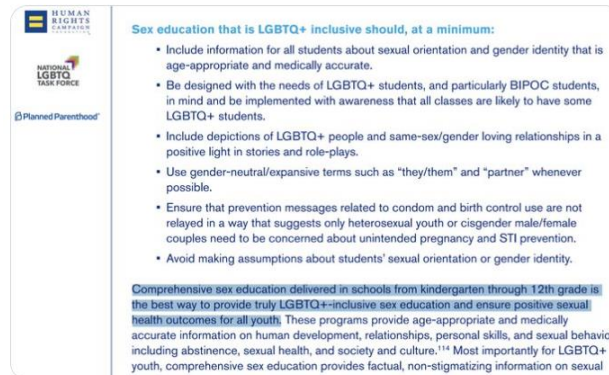 HUMAN
RIGHTS
CAMPAIGN
NATIONAL
LGBTQ
TASK FORCE
Planned Parenthood
Sex education that is LGBTQ+ inclusive should, at a minimum:
• Include information for all students about sexual orientation and gender identity that is
age-appropriate and medically accurate.
• Be designed with the needs of LGBTQ+ students, and particularly BIPOC students,
in mind and be implemented with awareness that all classes are likely to have some
LGBTQ+ students.
• Include depictions of LGBTQ+ people and same-sex/gender loving relationships in a
positive light in stories and role-plays.
• Use gender-neutral/expansive terms such as “they/them” and “partner” whenever
possible.
• Ensure that prevention messages related to condom and birth control use are not
relayed in a way that suggests only heterosexual youth or cisgender male/female
couples need to be concerned about unintended pregnancy and STI prevention.
• Avoid making assumptions about students’ sexual orientation or gender identity.
Comprehensive sex education delivered in schools from kindergarten through 12th grade is
the best way to provide truly LGBTQ+-inclusive sex education and ensure positive sexual
health outcomes for all youth. These programs provide age-appropriate and medically
accurate information on human development, relationships, personal skills, and sexual behavio
including abstinence, sexual health, and society and culture.¹¹⁴ Most importantly for LGBTQ+
youth, comprehensive sex education provides factual, non-stigmatizing information on sexual